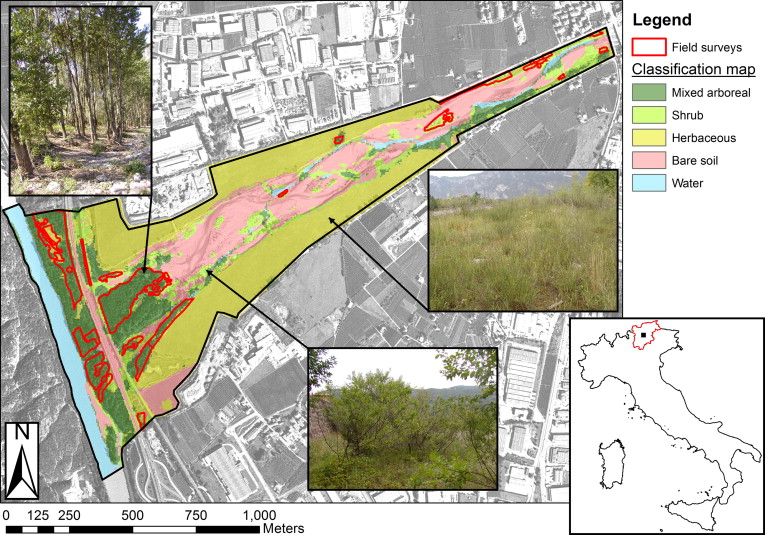 Legend
Field surveys
Classification map
Mixed arboreal
Shrub
Herbaceous
Bare soil
Water
N
0 125 250 500 750 1,000
Meters